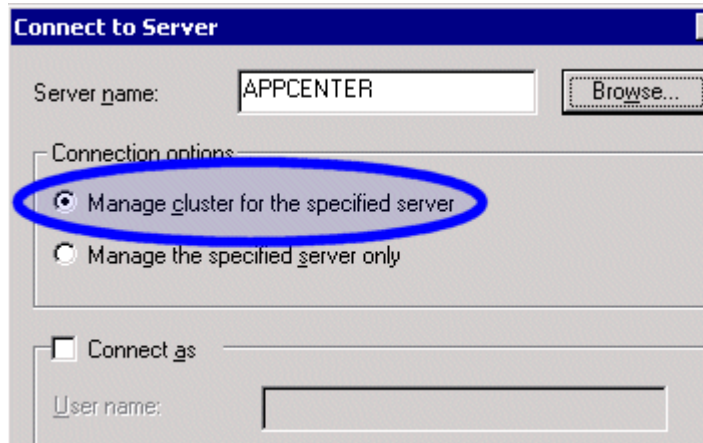 Connect to Server
Server name: APPCENTER Browse...
Connection options
Manage cluster for the specified server
Manage the specified server only
Connect as
User name: